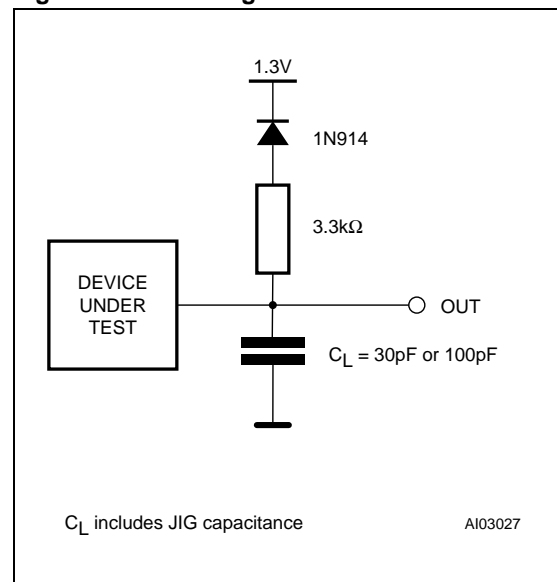 1.3V
1N914
3.3kΩ
DEVICE
UNDER
TEST
OUT
CL = 30pF or 100pF
CL includes JIG capacitance
AI03027